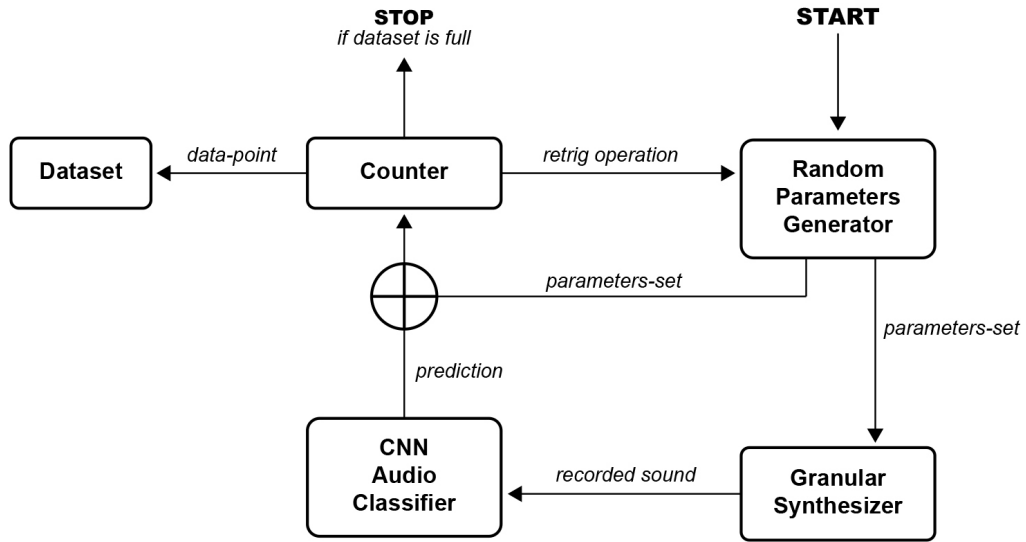 STOP
if dataset is full
START
Dataset
data-point
Counter
retrig operation
Random
Parameters
Generator
parameters-set
parameters-set
prediction
CNN
Audio
Classifier
recorded sound
Granular
Synthesizer